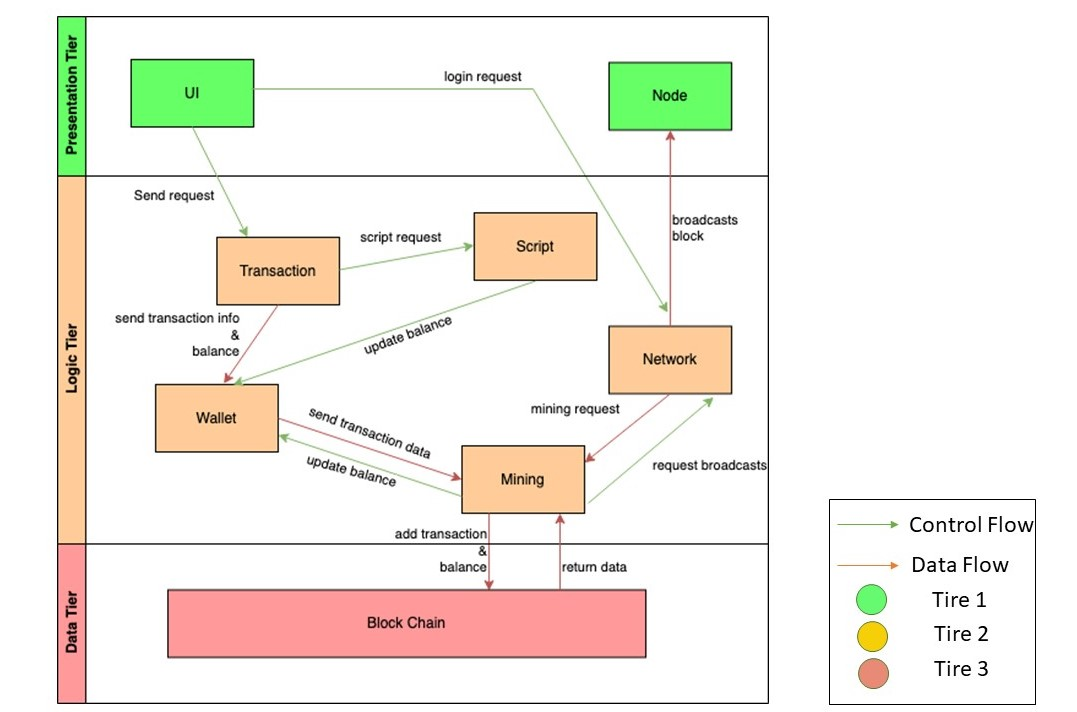 Presentation Tier
UI
login request
Node
Send request
Logic Tier
Transaction
script request
Script
broadcasts
block
send transaction info
&
balance
update balance
Network
Wallet
send transaction data
mining request
update balance
Mining
request broadcasts
add transaction
&
balance
return data
Data Tier
Block Chain
Control Flow
Data Flow
Tire 1
Tire 2
Tire 3